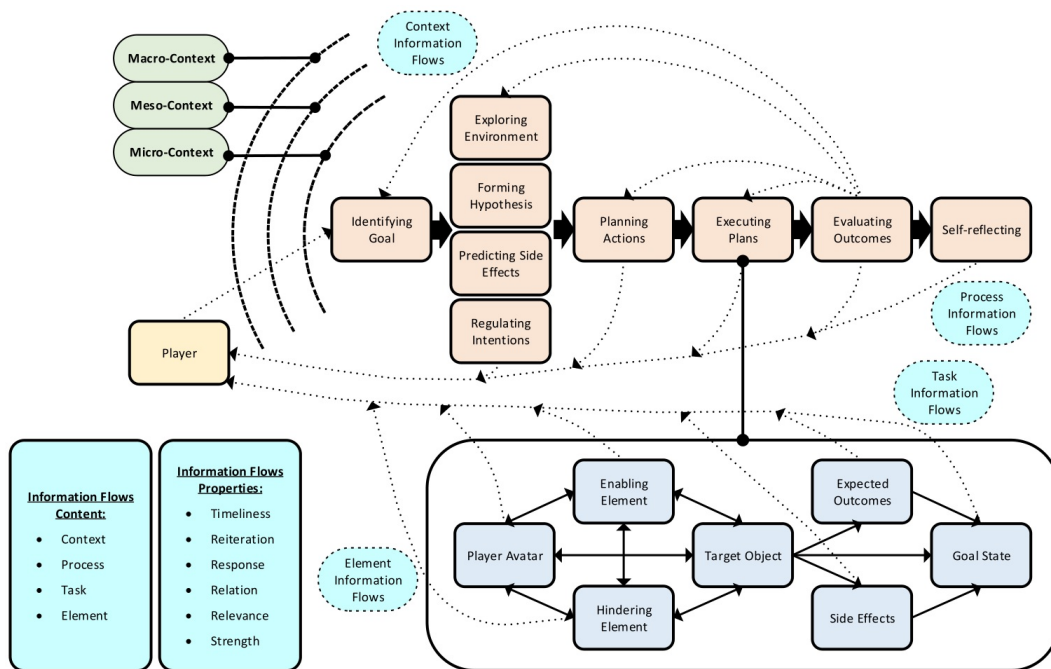 Context
Information
Flows
Macro-Context
Meso-Context
Micro-Context
Exploring
Environment
Forming
Hypothesis
Predicting Side
Effects
Regulating
Intentions
Identifying
Goal
Planning
Actions
Executing
Plans
Evaluating
Outcomes
Self-reflecting
Process
Information
Flows
Player
Task
Information
Flows
Information Flows
Content:
• Context
• Process
• Task
• Element
Information Flows
Properties:
• Timeliness
• Reiteration
• Response
• Relation
• Relevance
• Strength
Element
Information
Flows
Enabling
Element
Player Avatar
Target Object
Hindering
Element
Expected
Outcomes
Goal State
Side Effects